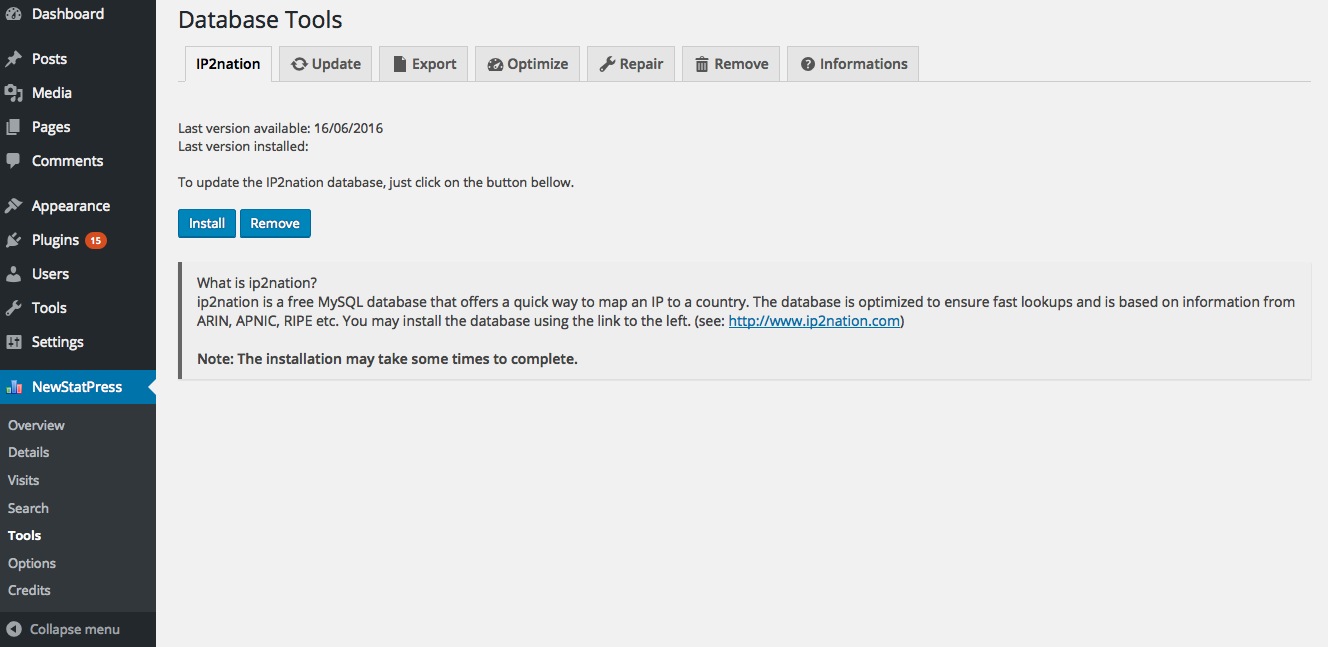 Dashboard
Posts
Media
Pages
Comments
Appearance
Plugins 15
Users
Tools
Settings
NewStatPress
Overview
Details
Visits
Search
Tools
Options
Credits
Collapse menu
Database Tools
IP2nation Update Export Optimize Repair Remove Informations
Last version available: 16/06/2016
Last version installed:
To update the IP2nation database, just click on the button bellow.
Install Remove
What is ip2nation?
ip2nation is a free MySQL database that offers a quick way to map an IP to a country. The database is optimized to ensure fast lookups and is based on information from
ARIN, APNIC, RIPE etc. You may install the database using the link to the left. (see: http://www.ip2nation.com)
Note: The installation may take some times to complete.